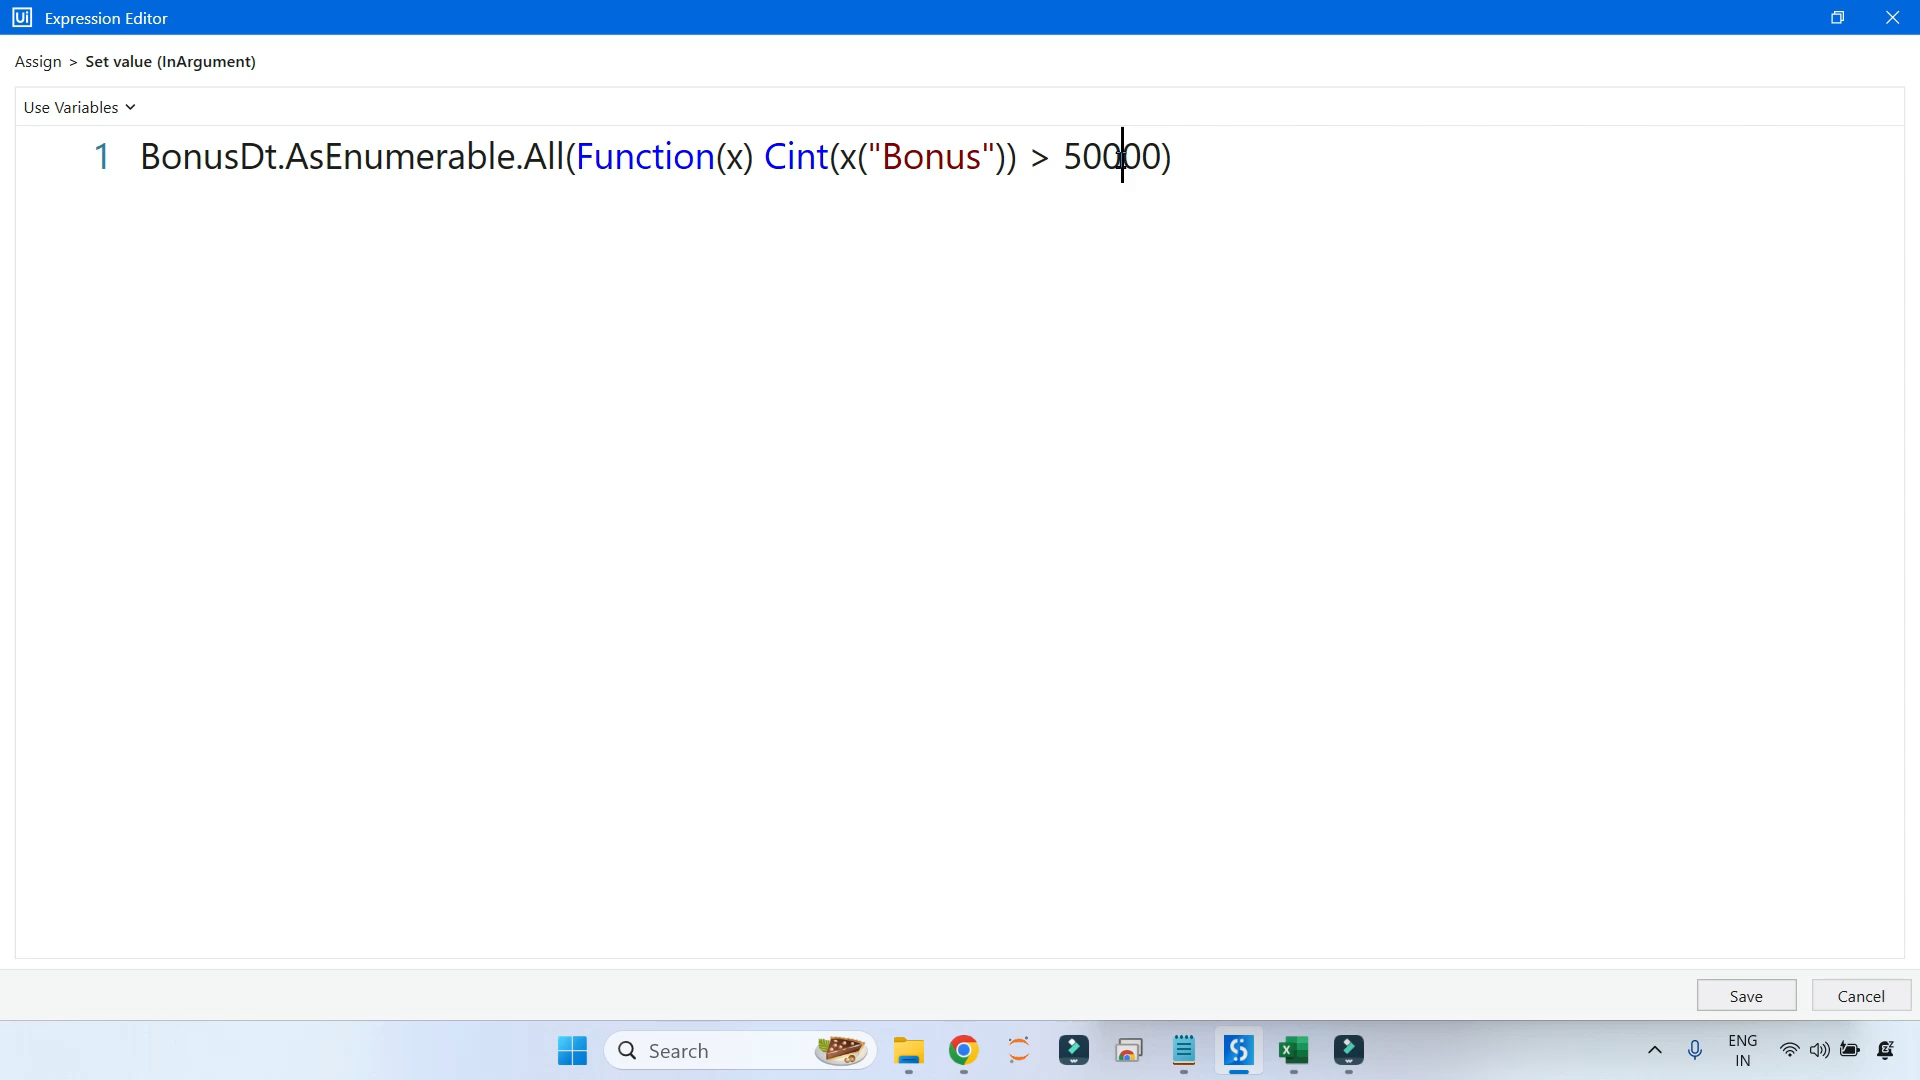 Ui Expression Editor
Assign > Set value (InArgument)
Use Variables
1 BonusDt.AsEnumerable.All(Function(x) Cint(x("Bonus")) > 50000)
Save Cancel
Search
ENG
IN